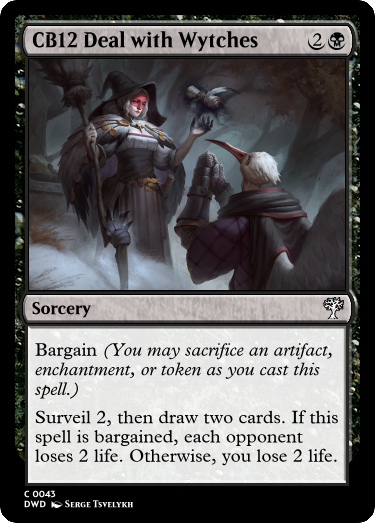 CB12 Deal with Wytches 2
Sorcery
Bargain (You may sacrifice an artifact,
enchantment, or token as you cast this
spell.)
Surveil 2, then draw two cards. If this
spell is bargained, each opponent
loses 2 life. Otherwise, you lose 2 life.
C 0043
DWD Serge Tsvelykh